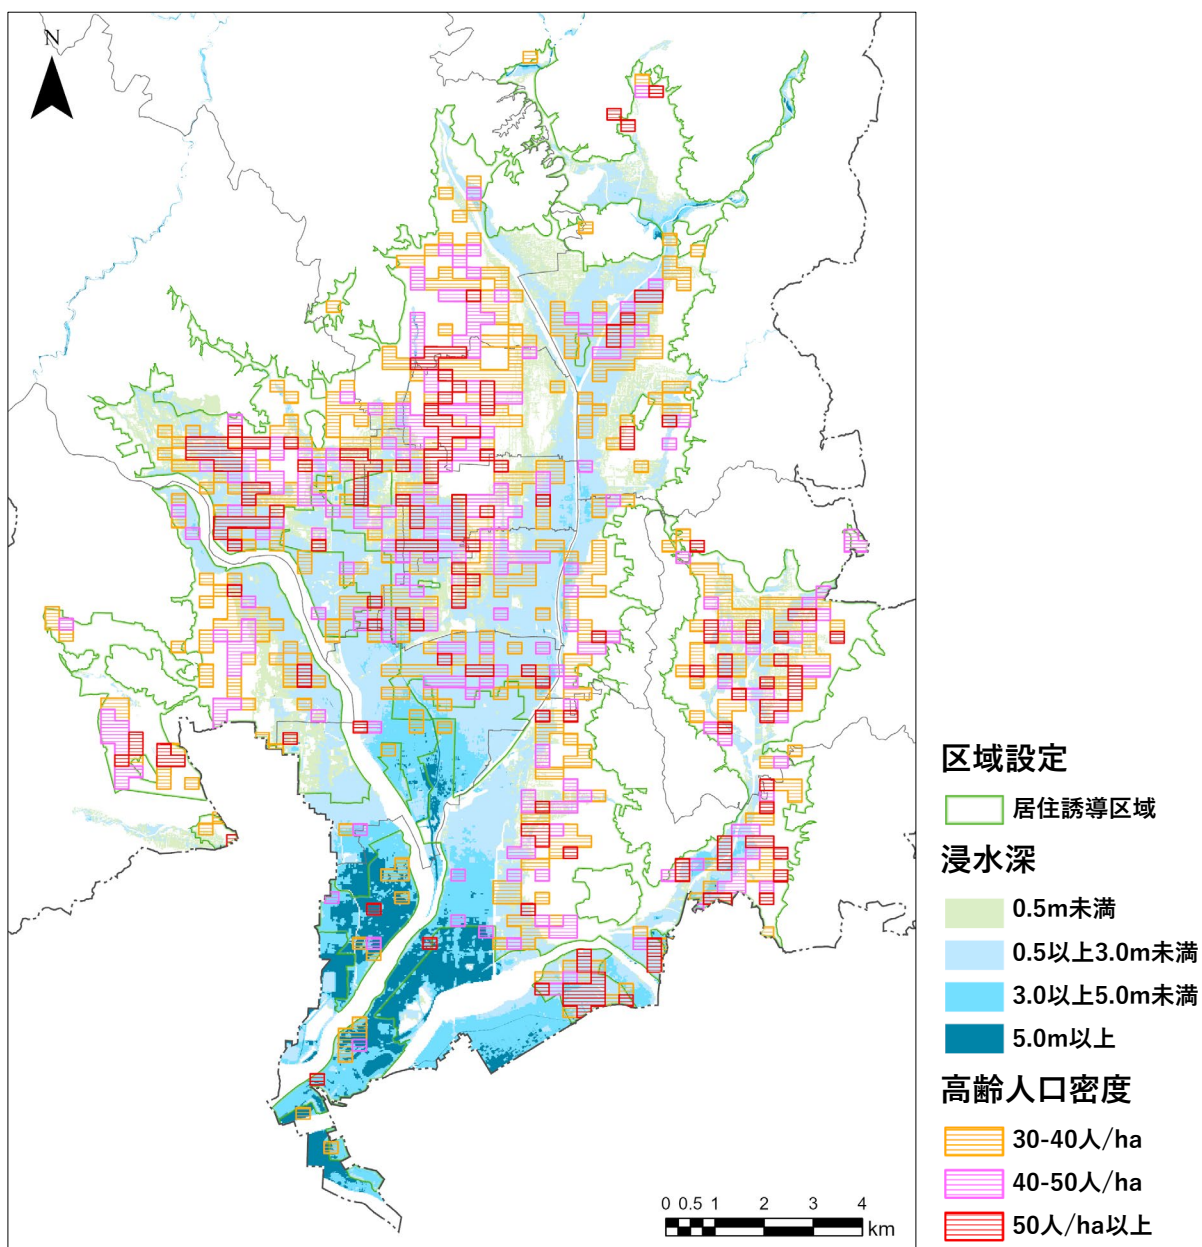 N
区域設定
居住誘導区域
浸水深
0.5m未満
0.5以上3.0m未満
3.0以上5.0m未満
5.0m以上
高齢人口密度
30-40人/ha
40-50人/ha
50人/ha以上
0 0.5 1 2 3 4
km